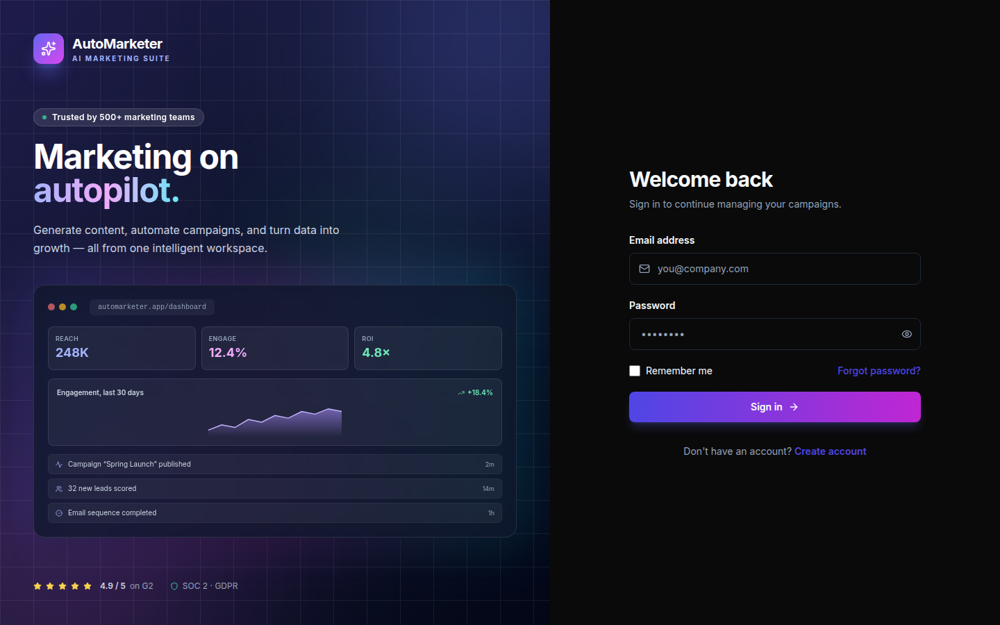 AutoMarketer
AI MARKETING SUITE
Trusted by 500+ marketing teams
Marketing on
autopilot.
Generate content, automate campaigns, and turn data into
growth — all from one intelligent workspace.
automarketer.app/dashboard
REACH
248K
ENGAGE
12.4%
ROI
4.8×
Engagement, last 30 days
+18.4%
Campaign “Spring Launch” published
2m
32 new leads scored
14m
Email sequence completed
1h
4.9 / 5 on G2
SOC 2 · GDPR
Welcome back
Sign in to continue managing your campaigns.
Email address
you@company.com
Password
••••••••
Remember me
Forgot password?
Sign in
Don't have an account? Create account